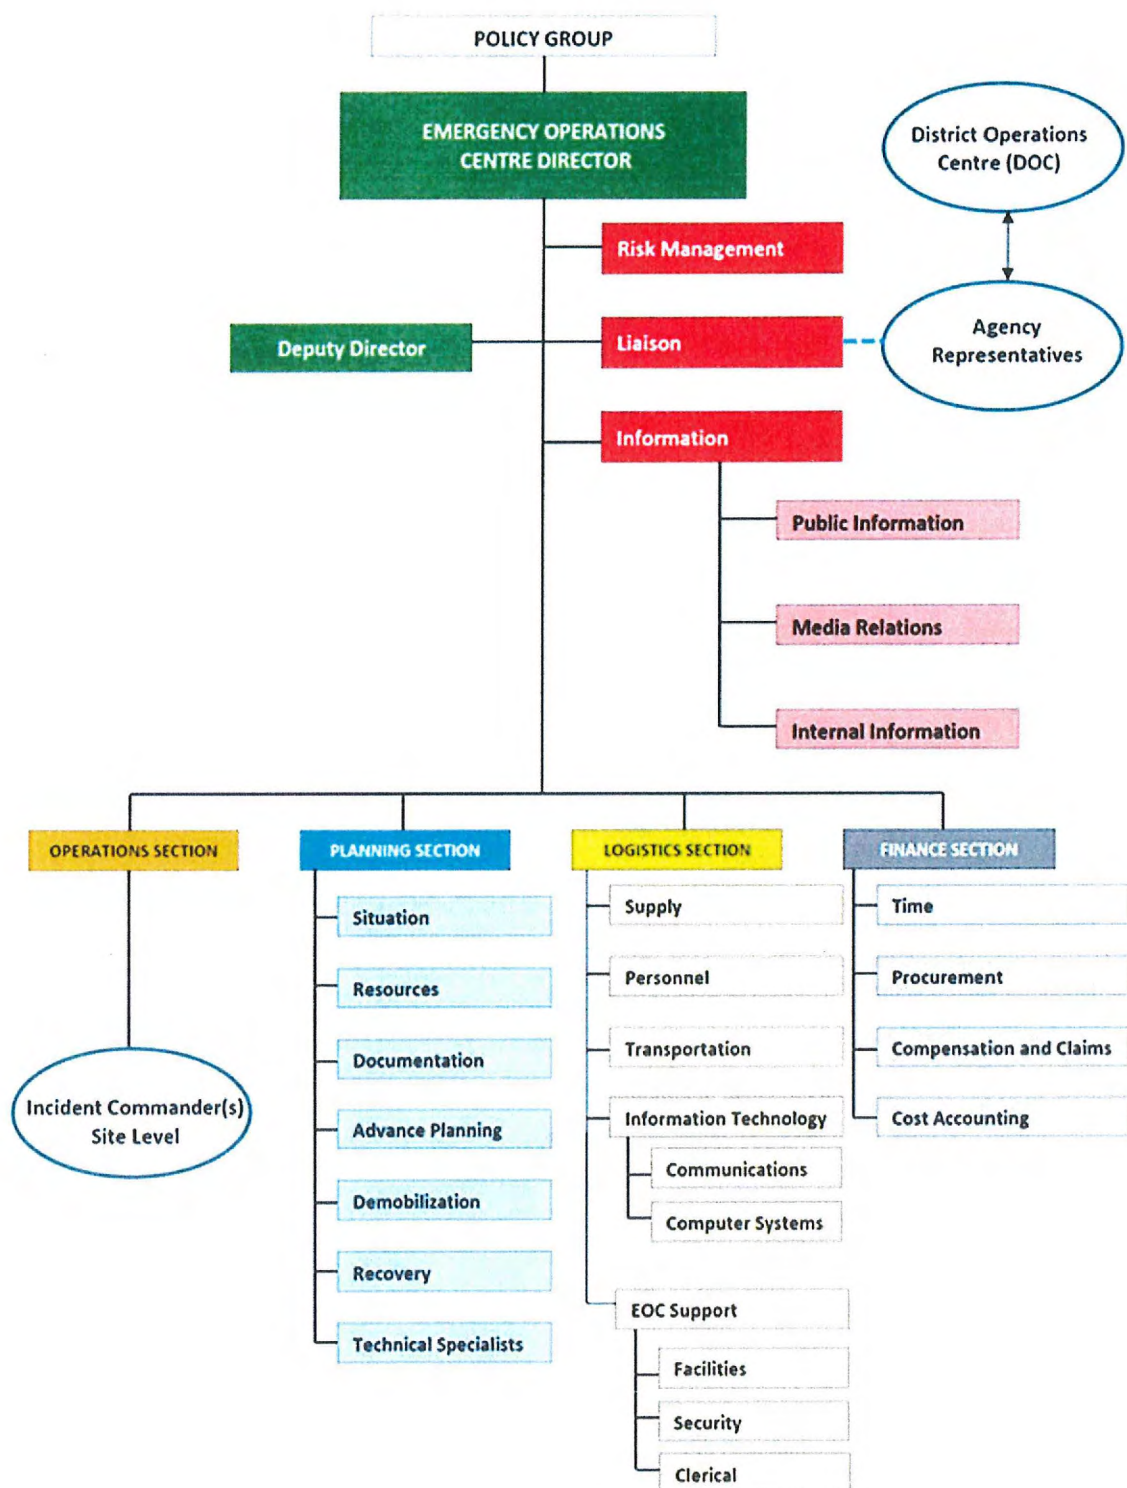 POLICY GROUP
EMERGENCY OPERATIONS
CENTRE DIRECTOR
District Operations
Centre (DOC)
Risk Management
Deputy Director
Liaison
Agency
Representatives
Information
Public Information
Media Relations
Internal Information
OPERATIONS SECTION
PLANNING SECTION
LOGISTICS SECTION
FINANCE SECTION
Incident Commander(s)
Site Level
Situation
Resources
Documentation
Advance Planning
Demobilization
Recovery
Technical Specialists
Supply
Personnel
Transportation
Information Technology
Communications
Computer Systems
EOC Support
Facilities
Security
Clerical
Time
Procurement
Compensation and Claims
Cost Accounting